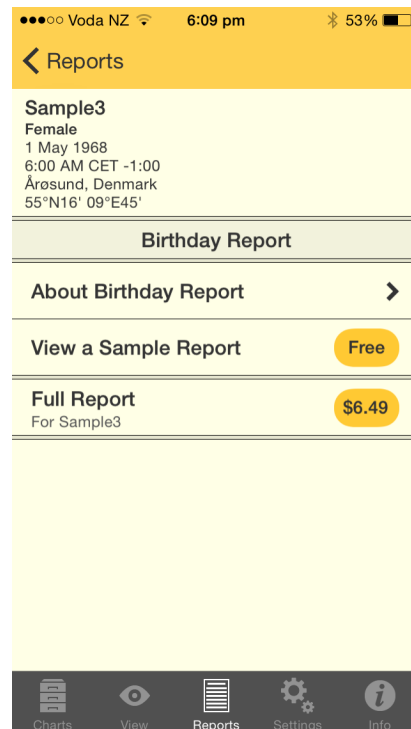 Voda NZ 6:09 pm 53%
Reports
Sample3
Female
1 May 1968
6:00 AM CET -1:00
Årøsund, Denmark
55°N16' 09°E45'
Birthday Report
About Birthday Report
View a Sample Report Free
Full Report $6.49
For Sample3
Charts View Reports Settings Info